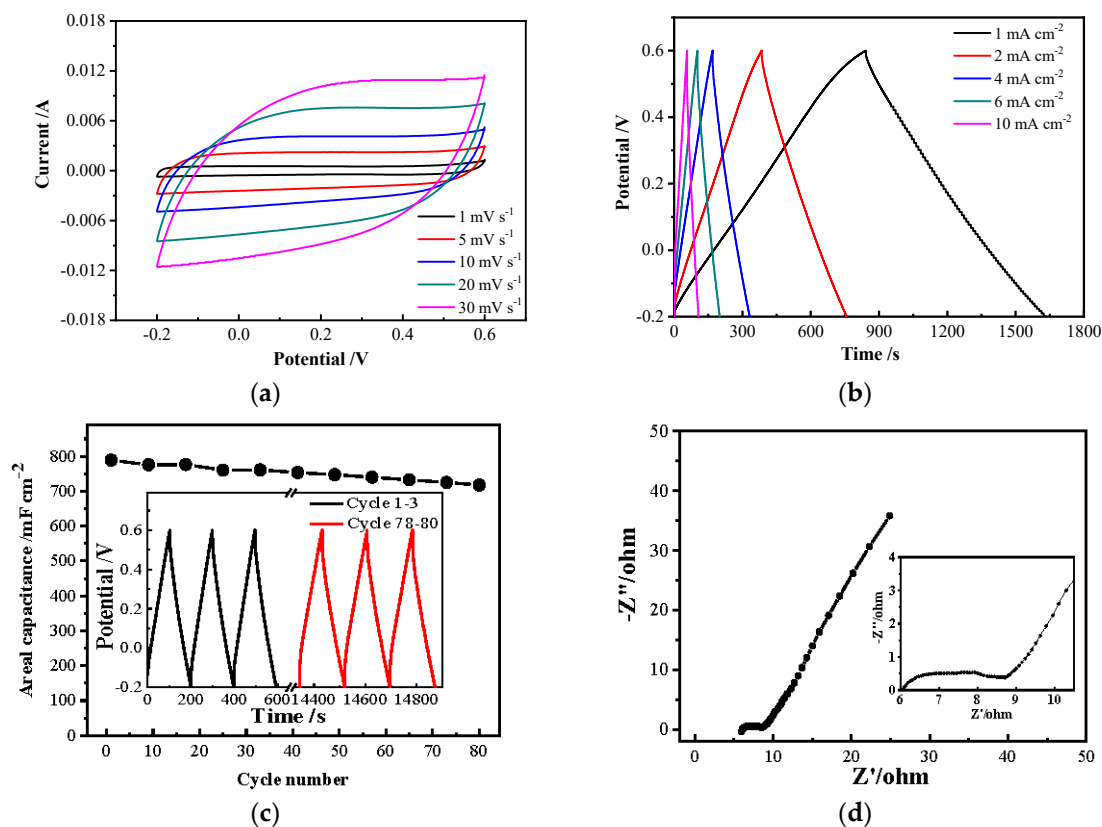 0.018
0.012
0.006
0.000
-0.006
-0.012
-0.018
Current /A
1 mV s-1
5 mV s-1
10 mV s-1
20 mV s-1
30 mV s-1
-0.2 0.0 0.2 0.4 0.6
Potential /V
(a)
0.6
0.4
0.2
0.0
-0.2
Potential /V
1 mA cm-2
2 mA cm-2
4 mA cm-2
6 mA cm-2
10 mA cm-2
0 300 600 900 1200 1500 1800
Time /s
(b)
800
700
600
500
400
300
200
100
0
Areal capacitance /mF cm-2
Cycle 1-3
Cycle 78-80
0.6
0.4
0.2
0.0
-0.2
Potential /V
0 200 400 600 14400 14600 14800
Time /s
0 10 20 30 40 50 60 70 80
Cycle number
(c)
50
40
30
20
10
0
-Z''/ohm
4
3
2
1
0
-Z''/ohm
6 7 8 9 10
Z'/ohm
0 10 20 30 40 50
Z'/ohm
(d)